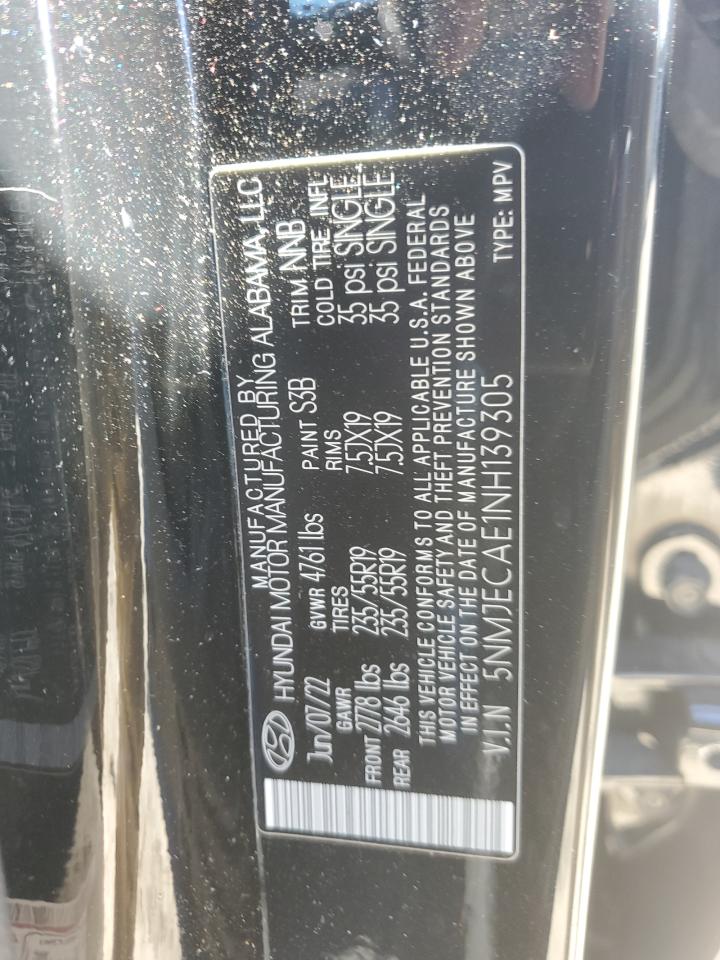 MANUFACTURED BY
HYUNDAI MOTOR MANUFACTURING ALABAMA, LLC
Jun/07/22 GVWR 4761 lbs PAINT S3B TRIM NNB
GAWR TIRES RIMS COLD TIRE INFL.
FRONT 2778 lbs 235/55R19 7.5JX19 35 psi SINGLE
REAR 2646 lbs 235/55R19 7.5JX19 35 psi SINGLE
THIS VEHICLE CONFORMS TO ALL APPLICABLE U.S.A. FEDERAL
MOTOR VEHICLE SAFETY AND THEFT PREVENTION STANDARDS
IN EFFECT ON THE DATE OF MANUFACTURE SHOWN ABOVE
V.I.N 5NMJECAE1NH139305 TYPE: MPV